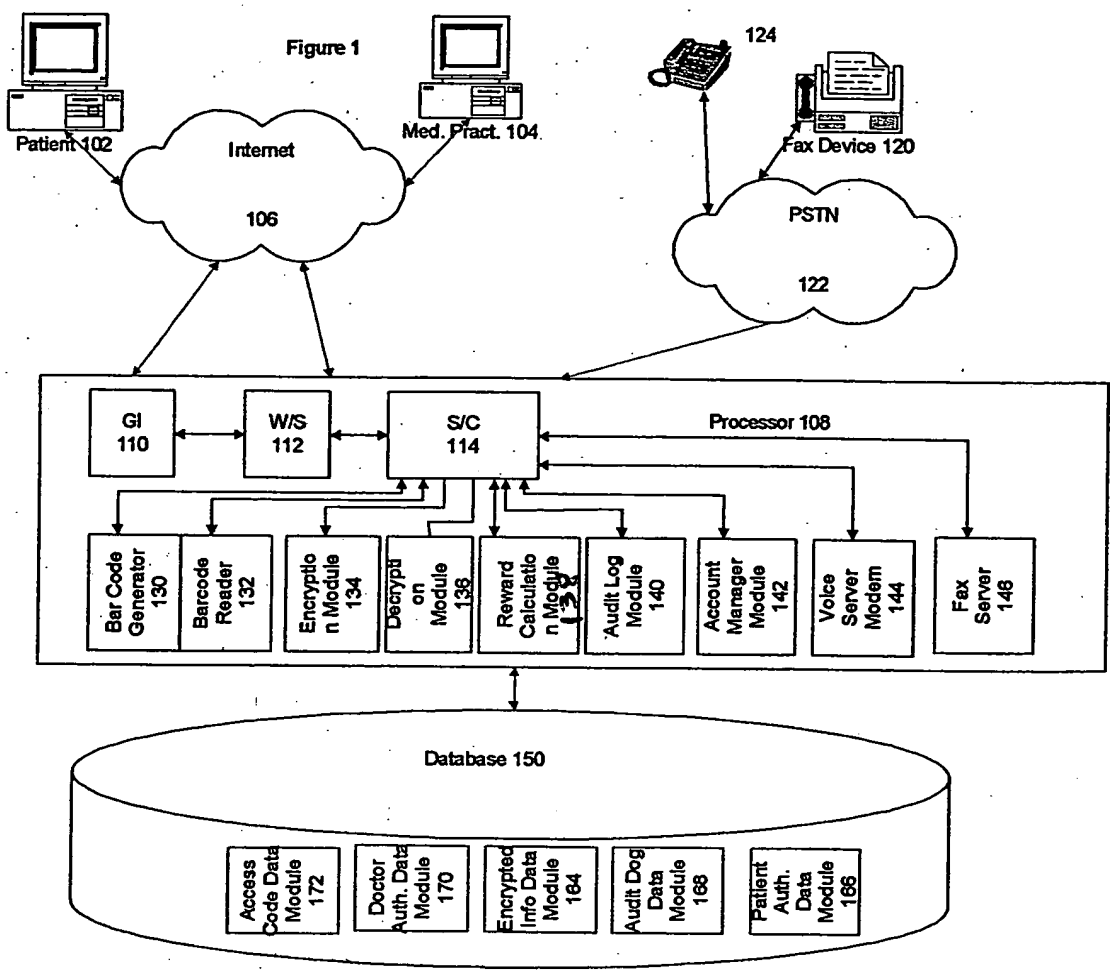 Figure 1
124
Patient 102
Med. Pract. 104
Fax Device 120
Internet
106
PSTN
122
GI
110
W/S
112
S/C
114
Processor 108
Bar Code
Generator
130
Barcode
Reader
132
Encryptio
n Module
134
Decrypti
on
Module
136
Reward
Calculatio
n Module
138
Audit Log
Module
140
Account
Manager
Module
142
Voice
Server
Modem
144
Fax
Server
146
Database 150
Access
Code Data
Module
172
Doctor
Auth. Data
Module
170
Encrypted
Info Data
Module
164
Audit Dog
Data
Module
168
Patient
Auth.
Data
Module
166